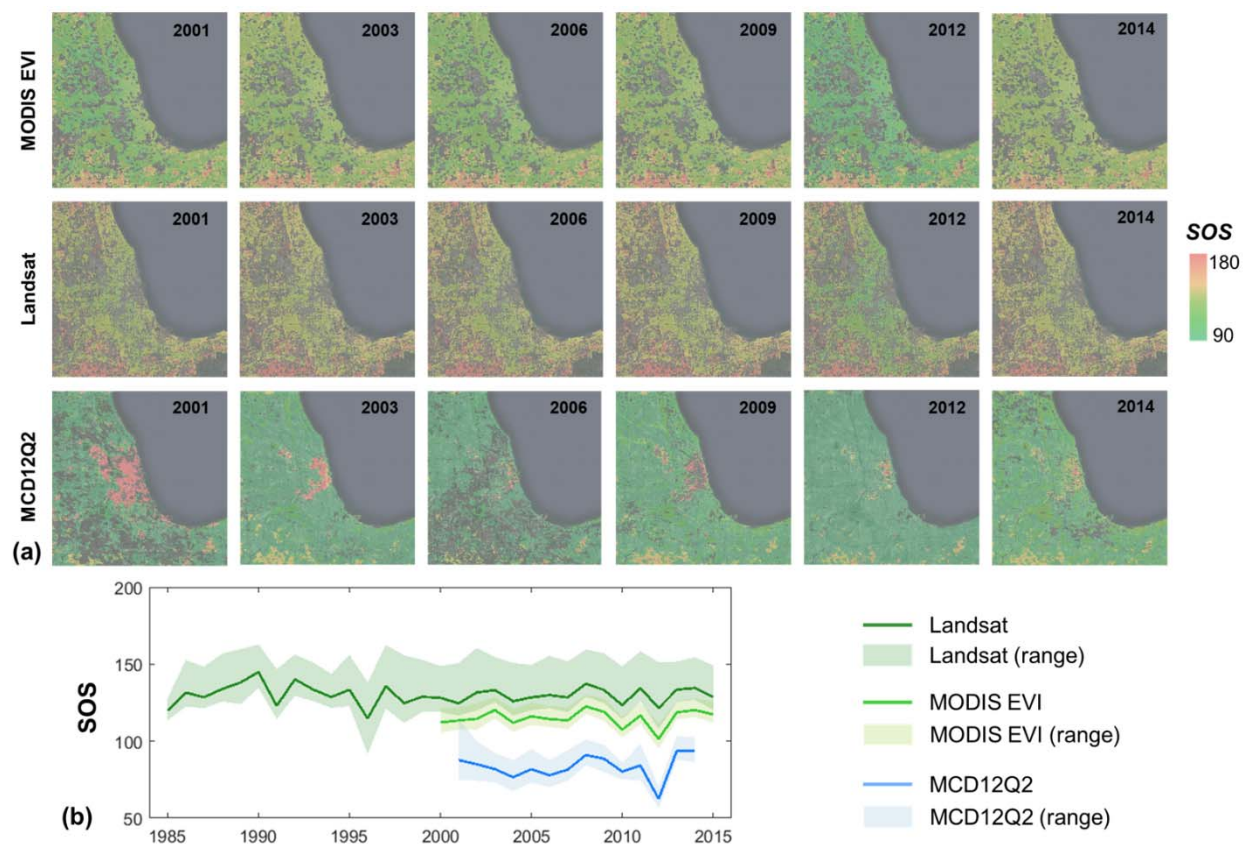 MODIS EVI
2001 2003 2006 2009 2012 2014
Landsat
2001 2003 2006 2009 2012 2014
SOS
180
90
MCD12Q2
2001 2003 2006 2009 2012 2014
(a)
SOS
200
150
100
50
(b)
1985 1990 1995 2000 2005 2010 2015
Landsat
Landsat (range)
MODIS EVI
MODIS EVI (range)
MCD12Q2
MCD12Q2 (range)